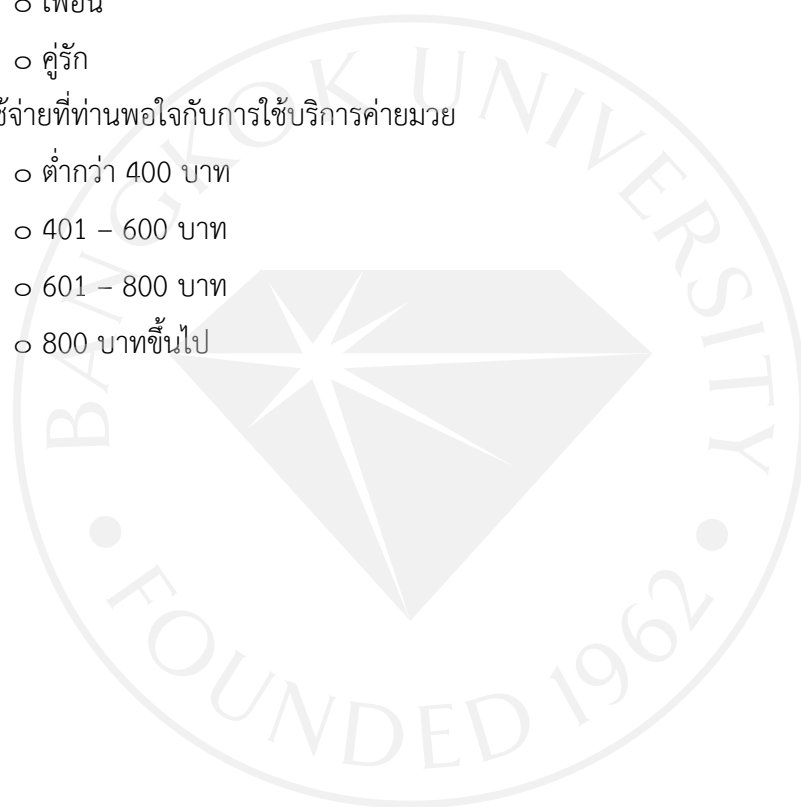 o เพื่อน
o คู่รัก
ใช้จ่ายที่ท่านพอใจกับการใช้บริการค่ายมวย
o ต่ำกว่า 400 บาท
o 401 – 600 บาท
o 601 – 800 บาท
o 800 บาทขึ้นไป
BANGKOK UNIVERSITY
FOUNDED 1962